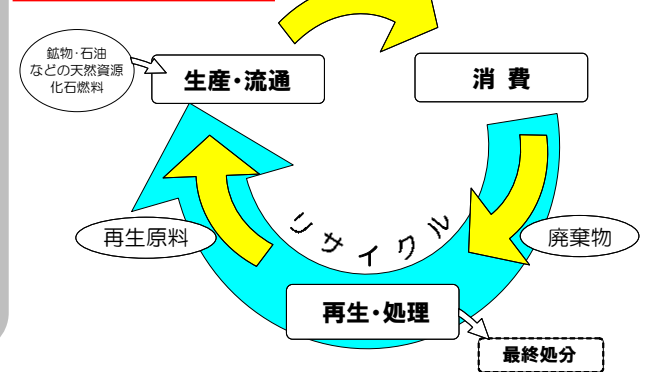 鉱物・石油
などの天然資源
化石燃料
生産・流通
消 費
リサイクル
再生原料
廃棄物
再生・処理
最終処分